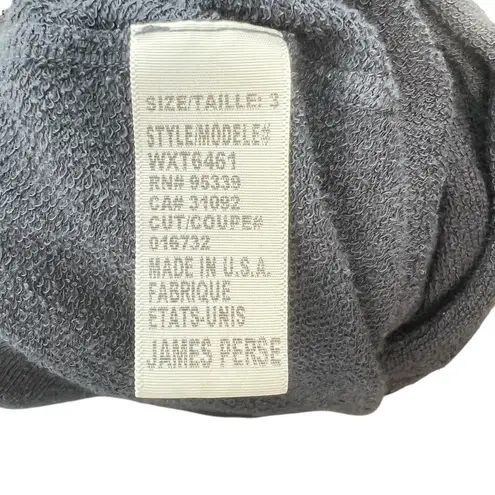 SIZE/TAILLE: 3
STYLE/MODELE#
WXT6461
RN# 95339
CA# 31092
CUT/COUPE#
016732
MADE IN U.S.A.
FABRIQUE
ETATS-UNIS
JAMES PERSE